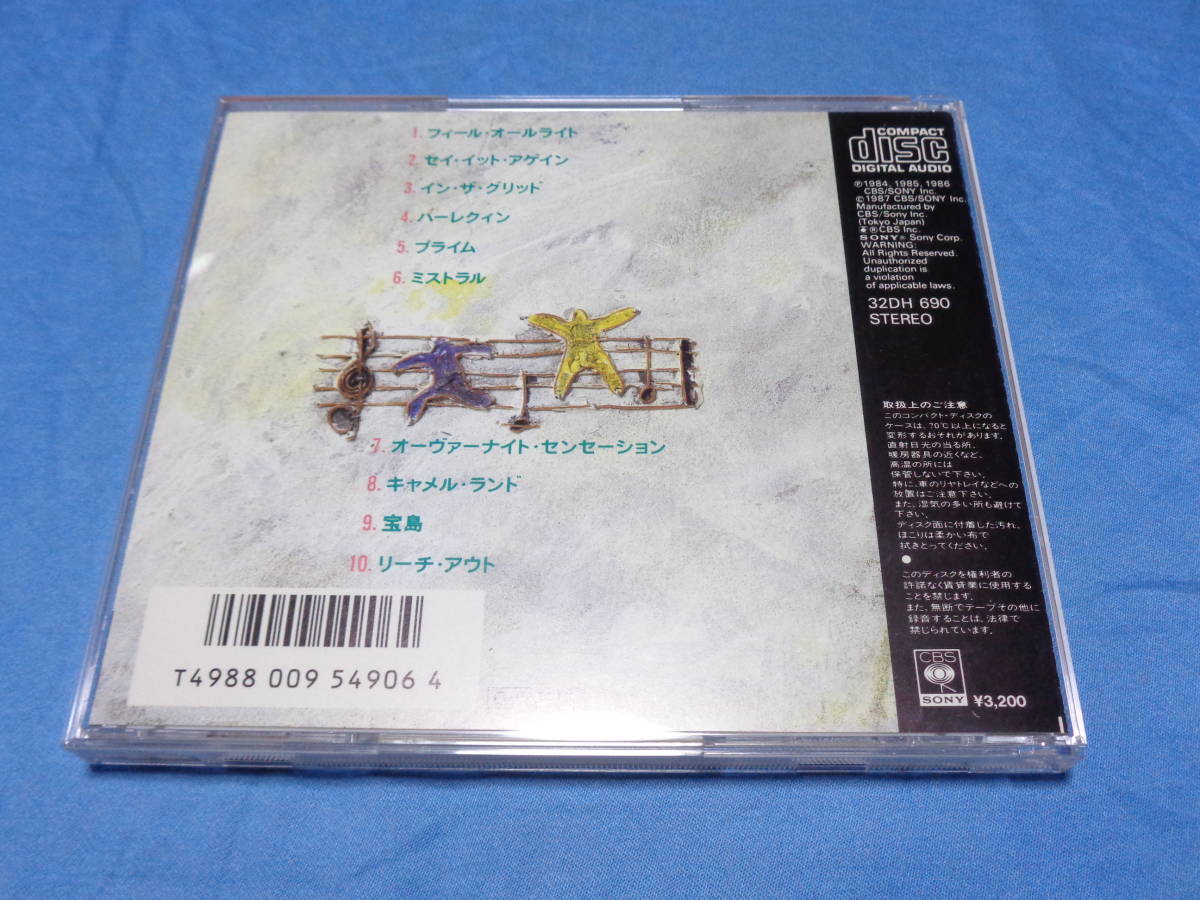 1. フィール・オールライト
2. セイ・イット・アゲイン
3. イン・ザ・グリッド
4. ハーレクィン
5. プライム
6. ミストラル
7. オーヴァーナイト・センセーション
8. キャメル・ランド
9. 宝島
10. リーチ・アウト
T4988 009 54906 4
COMPACT
disc
DIGITAL AUDIO
℗1984, 1985, 1986
CBS/SONY Inc.
©1987 CBS/SONY Inc.
Manufactured by
CBS/Sony Inc.
(Tokyo Japan)
®CBS Inc.
SONY® Sony Corp.
WARNING:
All Rights Reserved.
Unauthorized
duplication is
a violation
of applicable laws.
32DH 690
STEREO
取扱上のご注意
このコンパクト・ディスクの
ケースは、70℃以上になると
変形するおそれがあります。
直射日光の当る所、
暖房器具の近くなど、
高温の所には
保管しないで下さい。
特に、車のリヤトレイなどへの
放置はご注意下さい。
また、湿気の多い所も避けて
下さい。
ディスク面に付着した汚れ、
ほこりは柔かい布で
拭きとってください。
●
このディスクを権利者の
許諾なく賃貸業に使用する
ことを禁じます。
また、無断でテープその他に
録音することは、法律で
禁じられています。
CBS
SONY
¥3,200